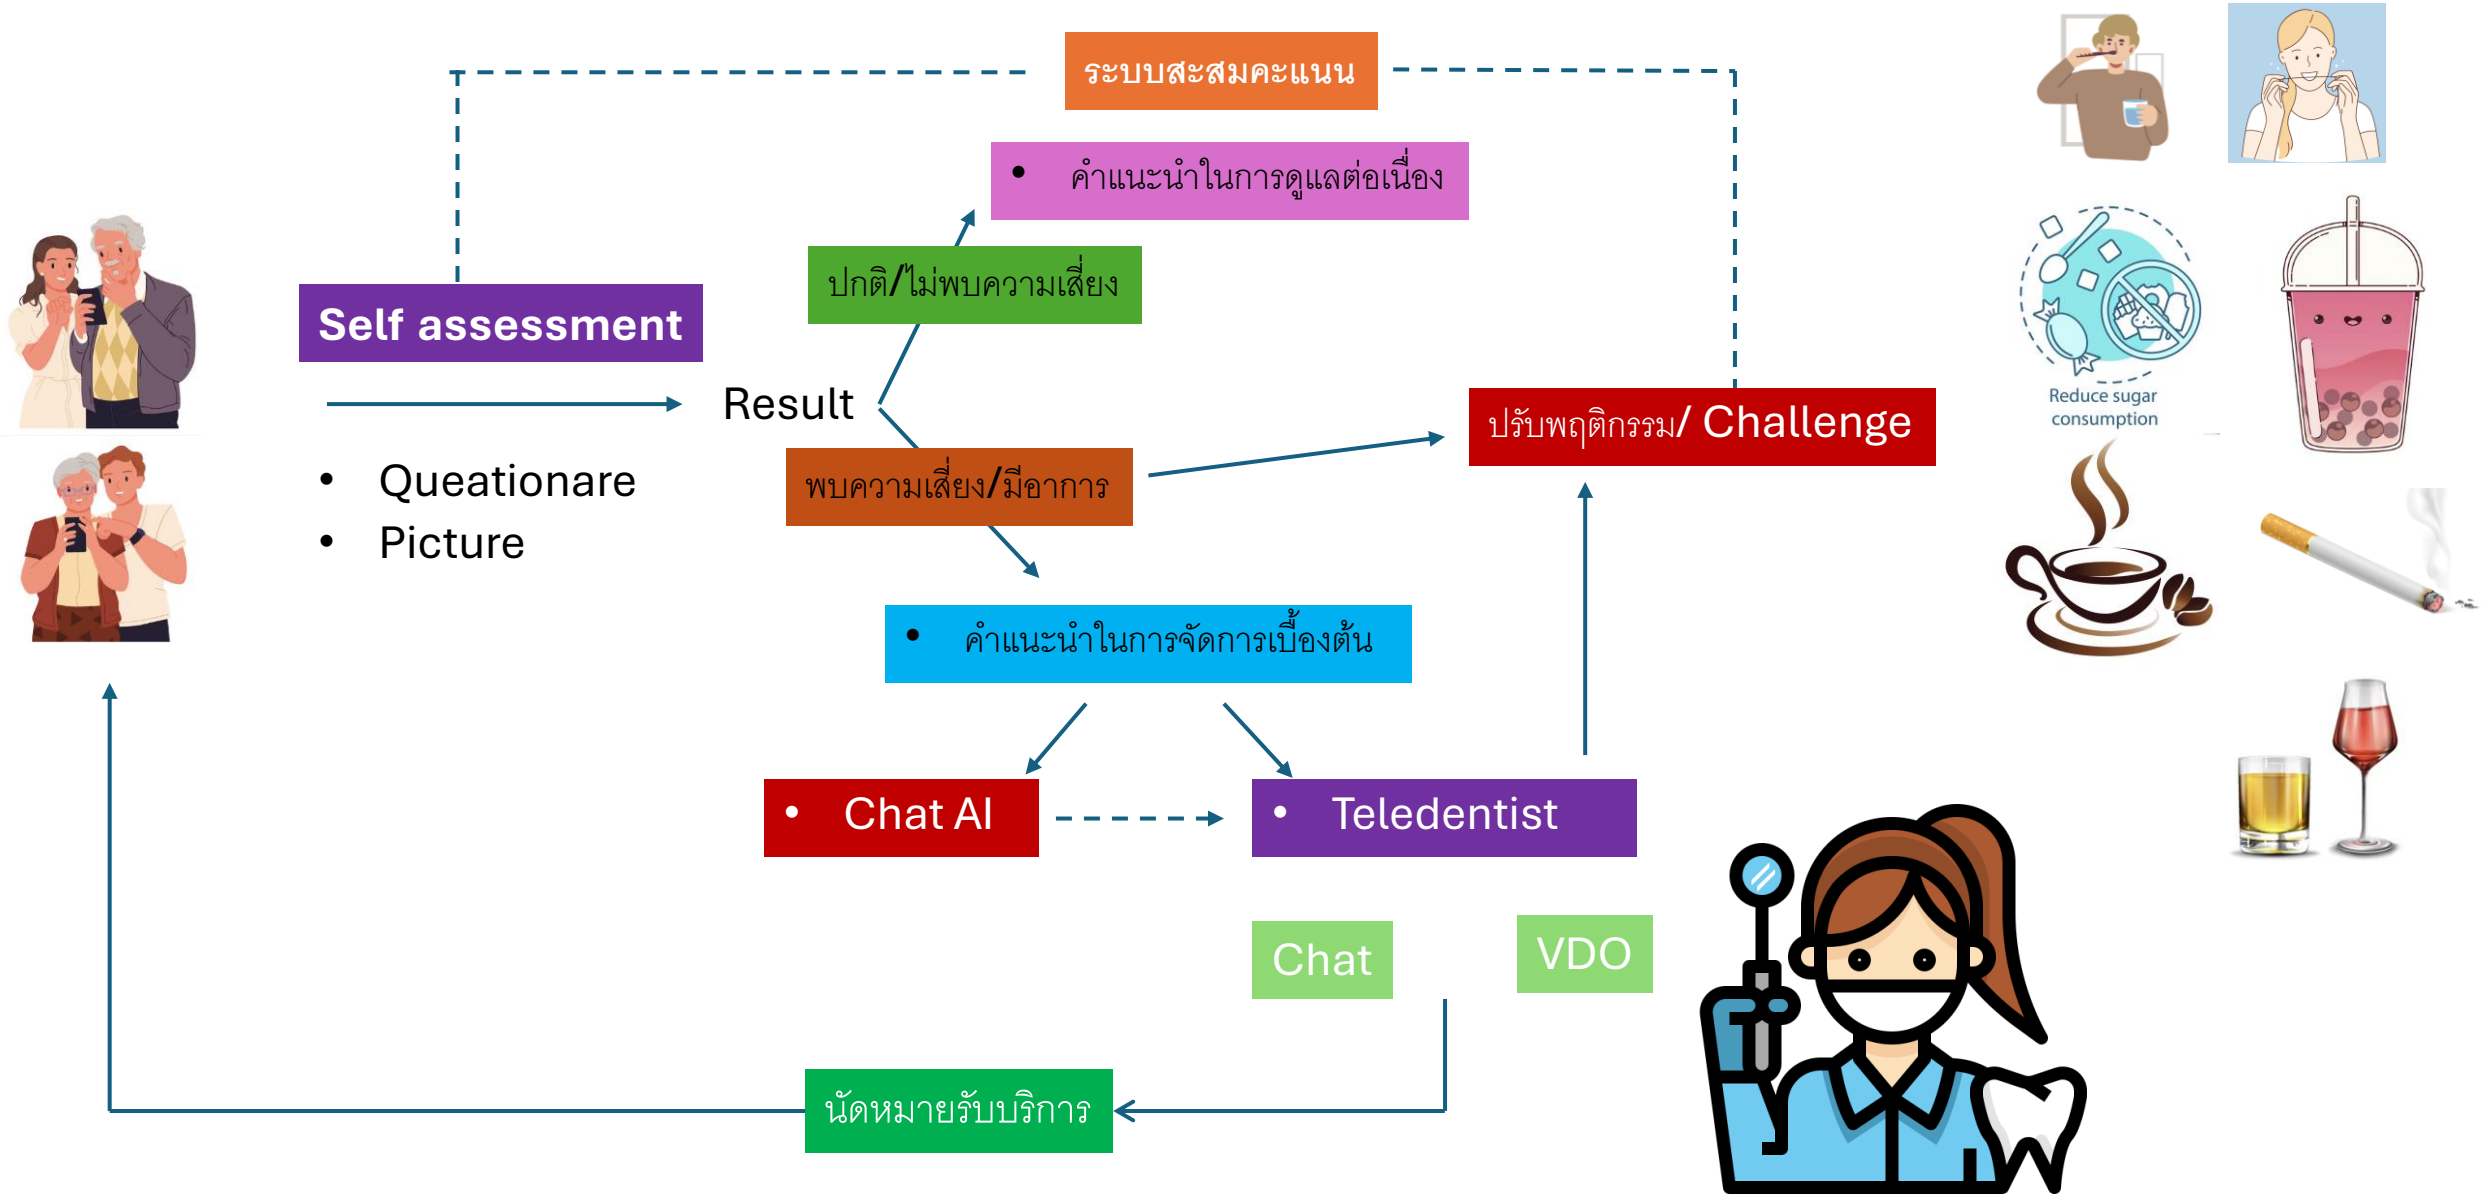 ระบบสะสมคะแนน
• คำแนะนำในการดูแลต่อเนื่อง
ปกติ/ไม่พบความเสี่ยง
Self assessment
Result
• Queationare
• Picture
พบความเสี่ยง/มีอาการ
ปรับพฤติกรรม/ Challenge
Reduce sugar
consumption
• คำแนะนำในการจัดการเบื้องต้น
• Chat AI
• Teledentist
Chat
VDO
นัดหมายรับบริการ